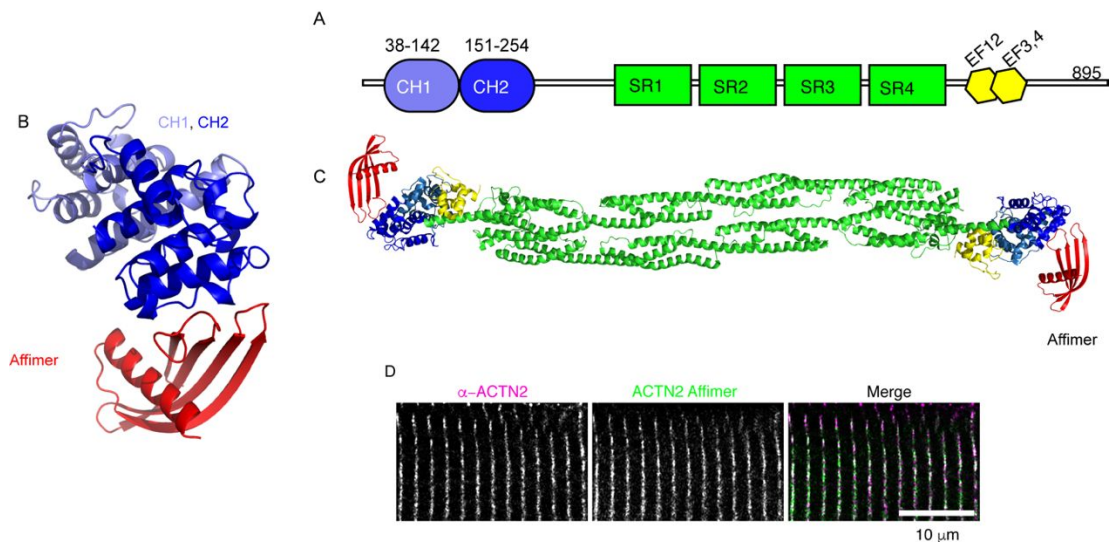 A
38-142 151-254
EF12 EF3,4
895
CH1 CH2 SR1 SR2 SR3 SR4
B
CH1, CH2
C
Affimer
Affimer
D
α-ACTN2 ACTN2 Affimer Merge
10 μm